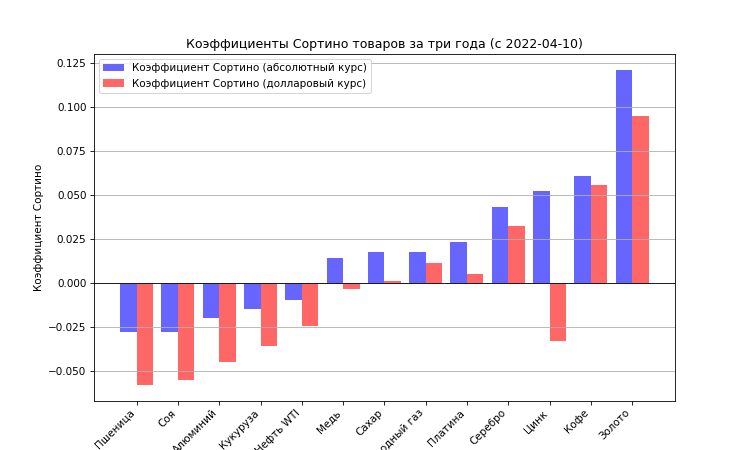 Коэффициенты Сортино товаров за три года (с 2022-04-10)
Коэффициент Сортино (абсолютный курс)
Коэффициент Сортино (долларовый курс)
Коэффициент Сортино
0.125
0.100
0.075
0.050
0.025
0.000
−0.025
−0.050
Пшеница
Соя
Алюминий
Кукуруза
Нефть WTI
Медь
Сахар
газ
Платина
Серебро
Цинк
Кофе
Золото